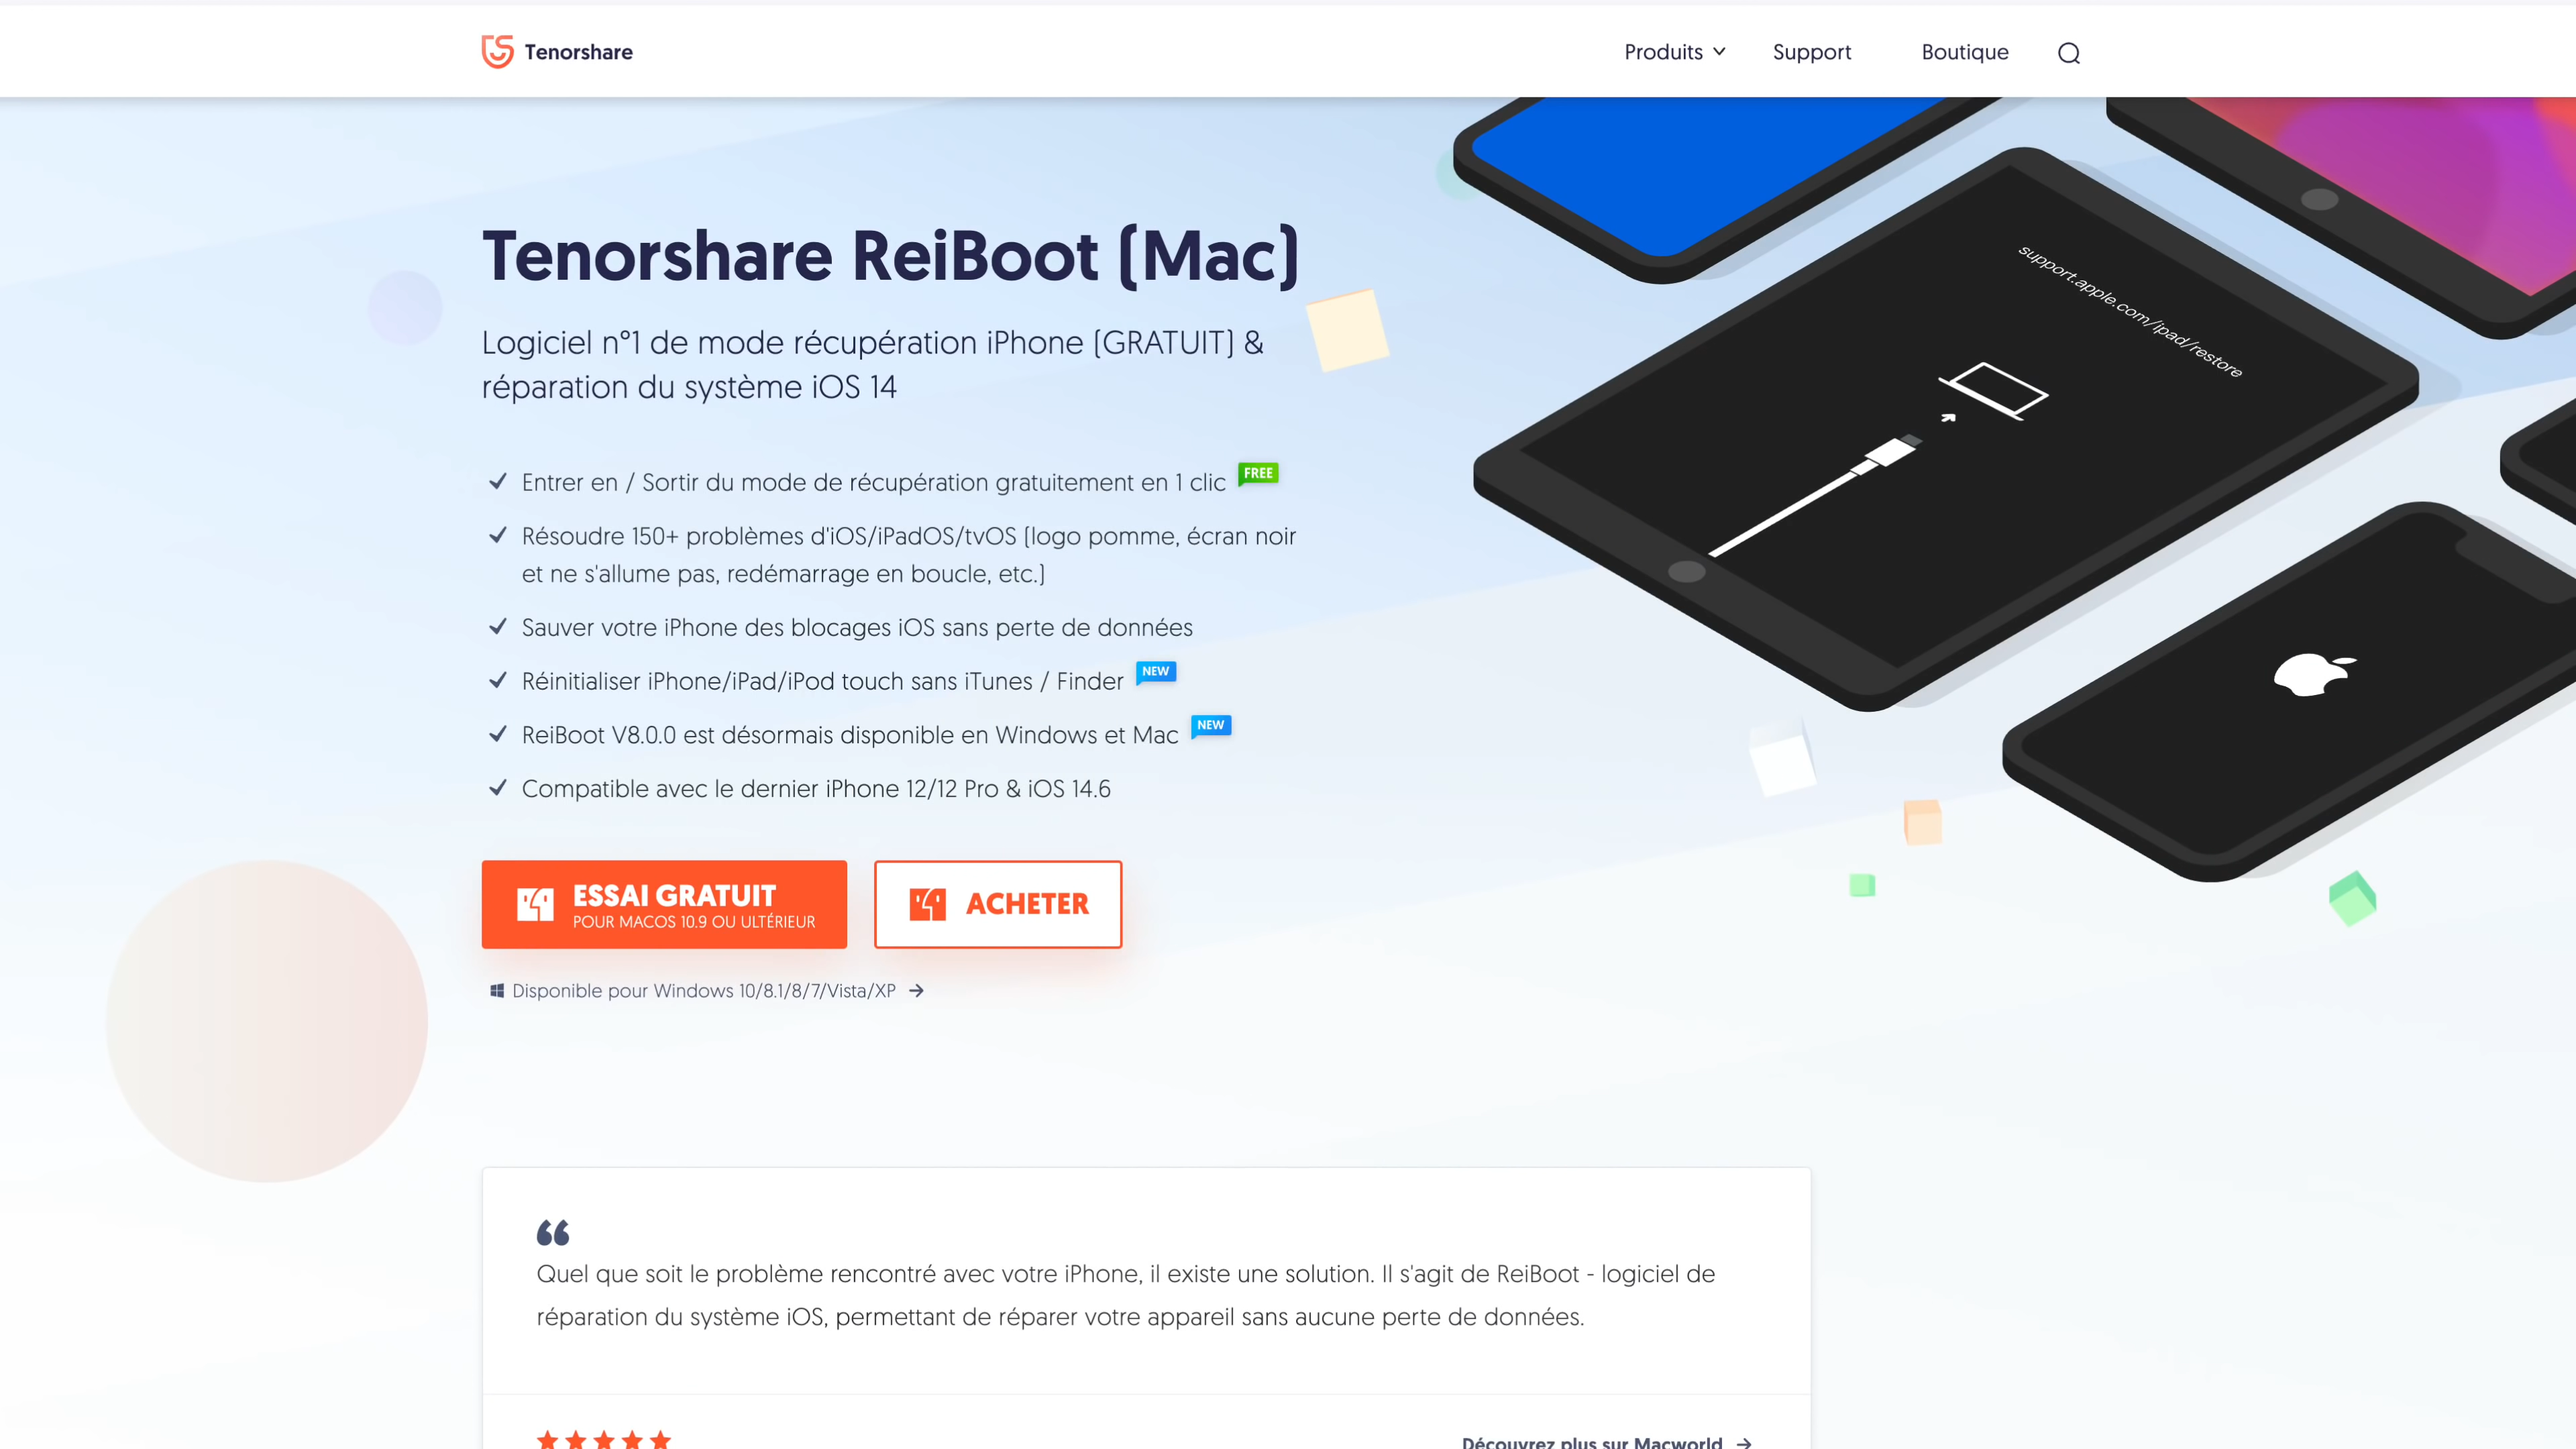 Tenorshare
Produits
Support
Boutique
support.apple.com/ipad/restore
Tenorshare ReiBoot (Mac)
Logiciel n°1 de mode récupération iPhone (GRATUIT) &
réparation du système iOS 14
Entrer en / Sortir du mode de récupération gratuitement en 1 clic FREE
Résoudre 150+ problèmes d'iOS/iPadOS/tvOS (logo pomme, écran noir
et ne s'allume pas, redémarrage en boucle, etc.)
Sauver votre iPhone des blocages iOS sans perte de données
Réinitialiser iPhone/iPad/iPod touch sans iTunes / Finder NEW
ReiBoot V8.0.0 est désormais disponible en Windows et Mac NEW
Compatible avec le dernier iPhone 12/12 Pro & iOS 14.6
ESSAI GRATUIT
POUR MACOS 10.9 OU ULTÉRIEUR
ACHETER
Disponible pour Windows 10/8.1/8/7/Vista/XP
Quel que soit le problème rencontré avec votre iPhone, il existe une solution. Il s'agit de ReiBoot - logiciel de
réparation du système iOS, permettant de réparer votre appareil sans aucune perte de données.
Découvrez plus sur Macworld